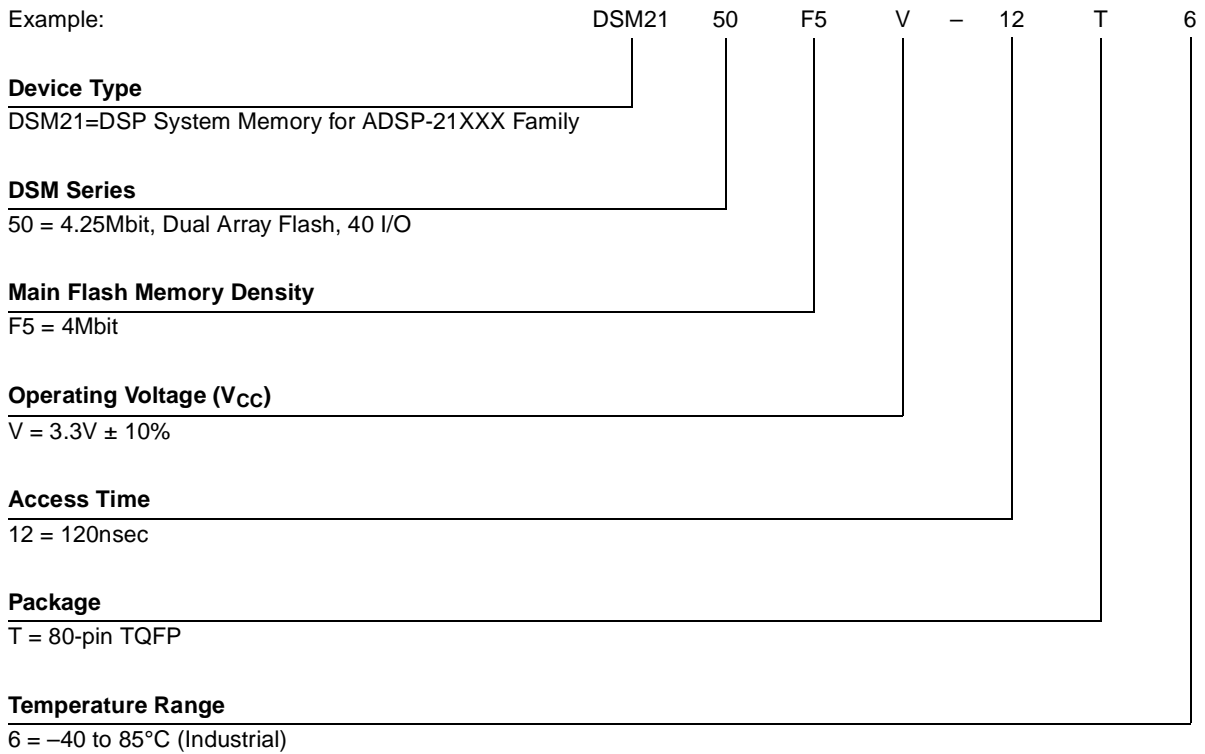 Example: DSM21 50 F5 V – 12 T 6
Device Type
DSM21=DSP System Memory for ADSP-21XXX Family
DSM Series
50 = 4.25Mbit, Dual Array Flash, 40 I/O
Main Flash Memory Density
F5 = 4Mbit
Operating Voltage (VCC)
V = 3.3V ± 10%
Access Time
12 = 120nsec
Package
T = 80-pin TQFP
Temperature Range
6 = –40 to 85°C (Industrial)